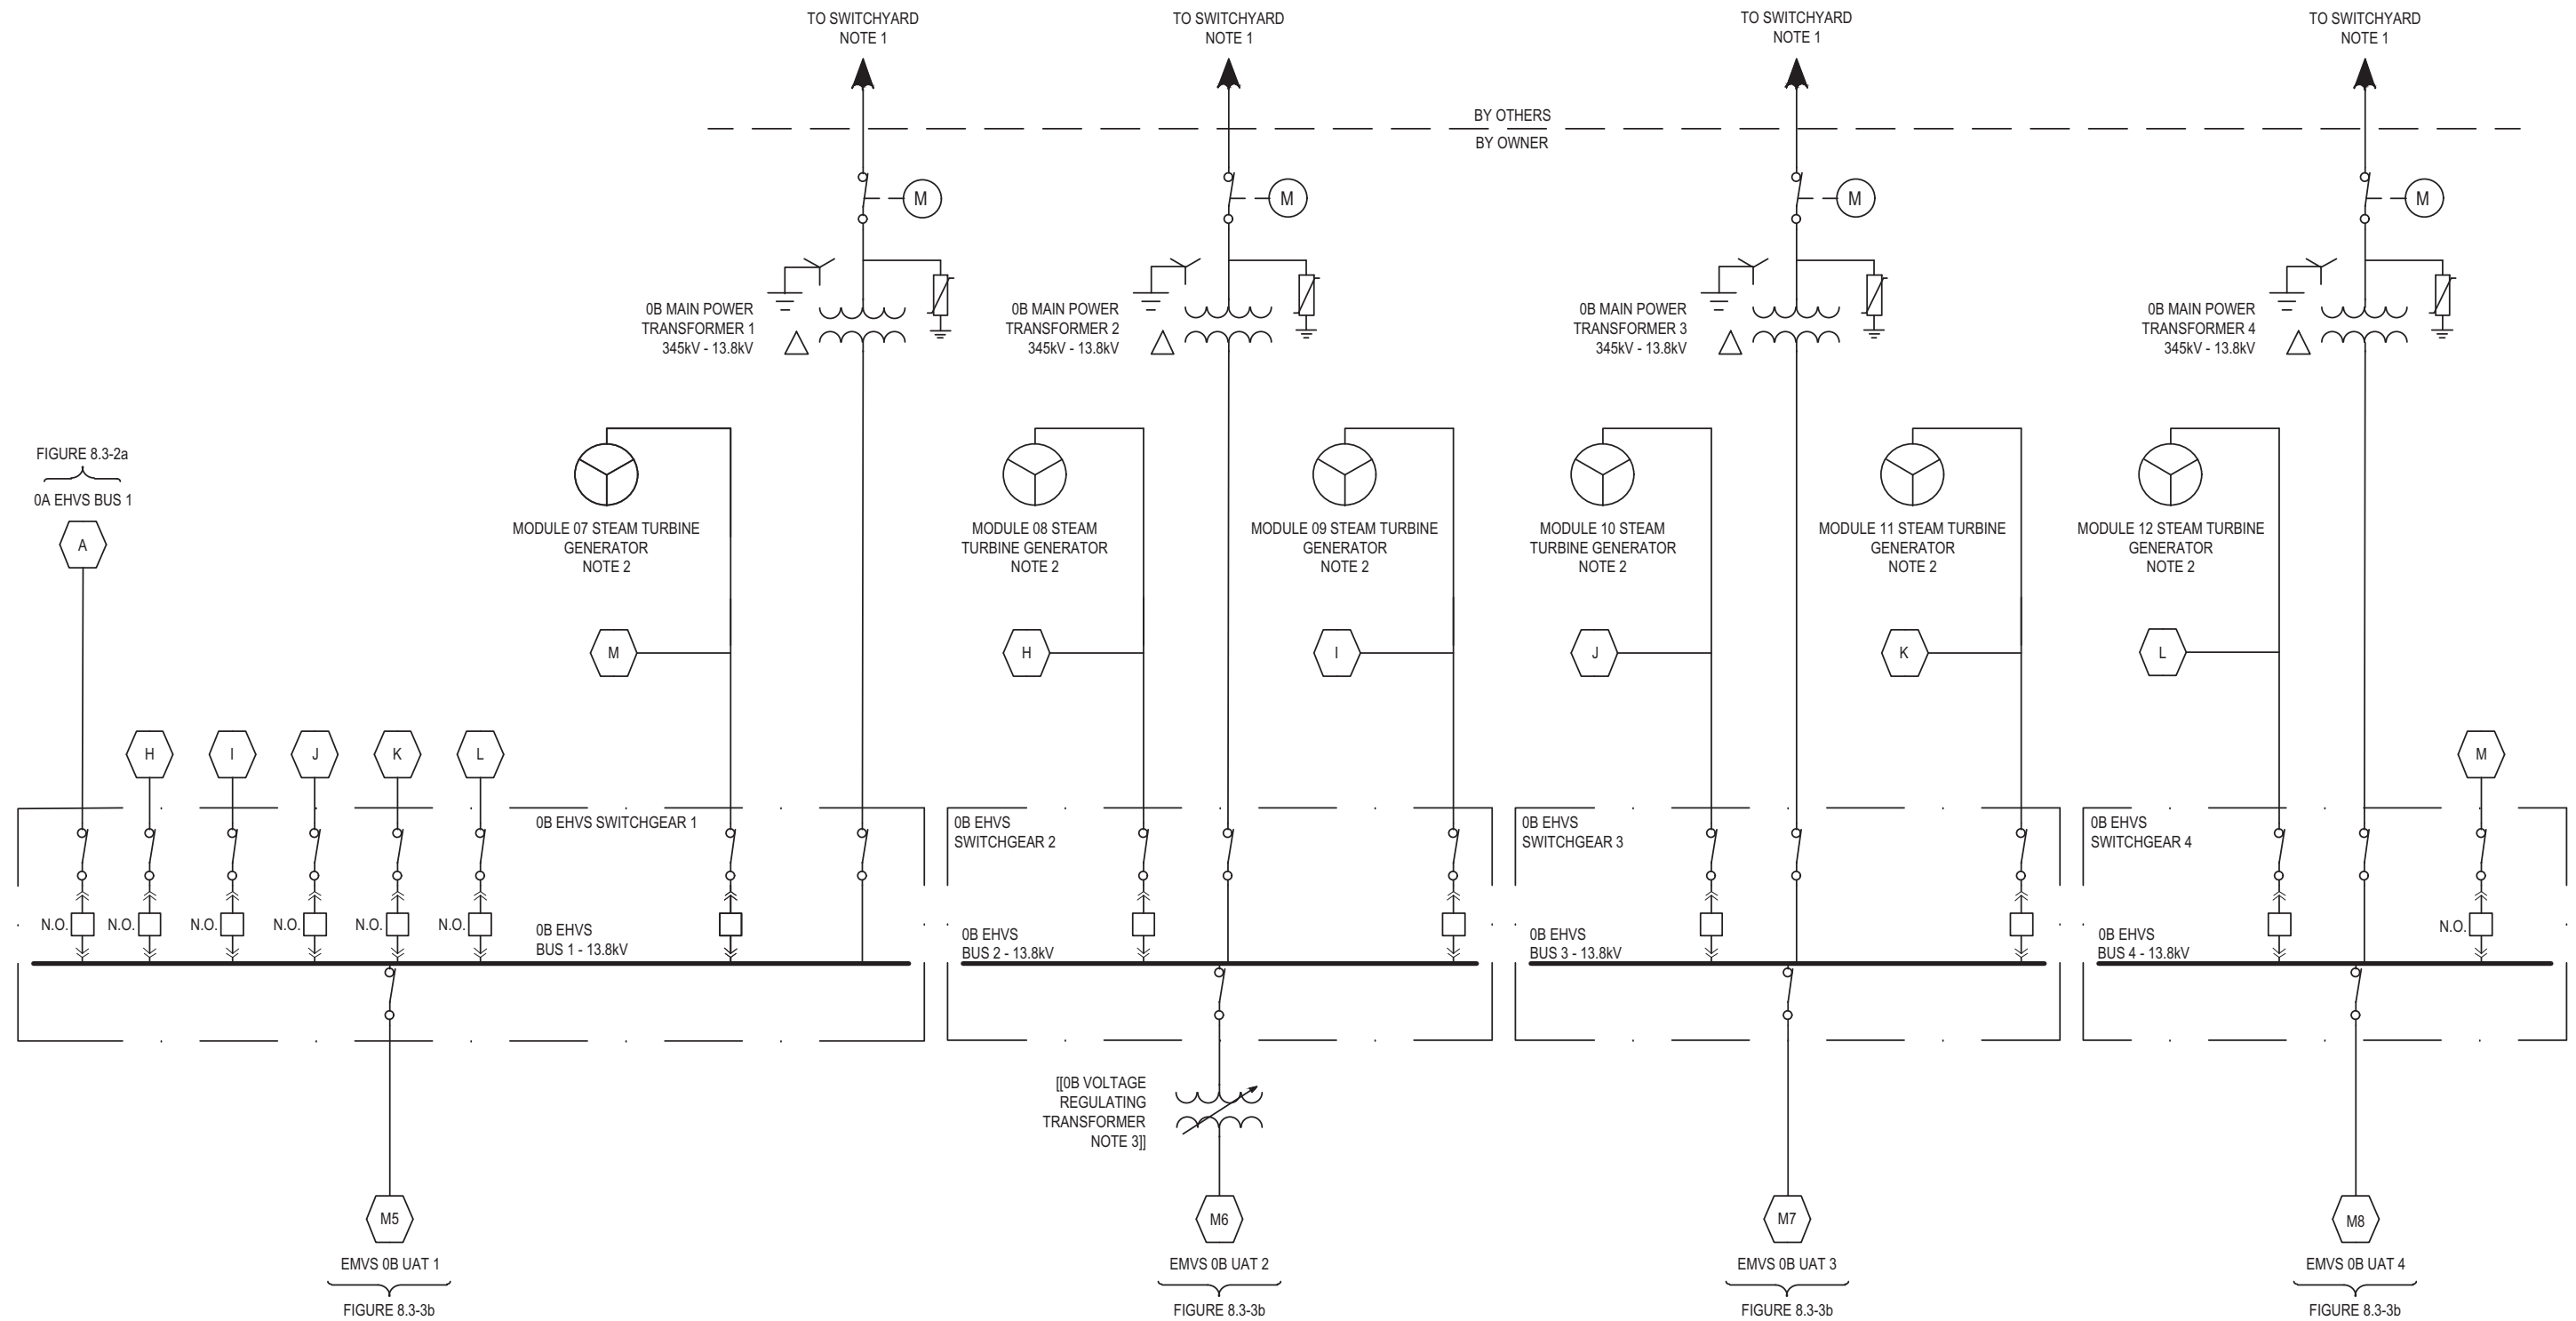 TO SWITCHYARD
NOTE 1
TO SWITCHYARD
NOTE 1
TO SWITCHYARD
NOTE 1
TO SWITCHYARD
NOTE 1
BY OTHERS
BY OWNER
M
M
M
M
0B MAIN POWER
TRANSFORMER 1
345kV - 13.8kV
0B MAIN POWER
TRANSFORMER 2
345kV - 13.8kV
0B MAIN POWER
TRANSFORMER 3
345kV - 13.8kV
0B MAIN POWER
TRANSFORMER 4
345kV - 13.8kV
FIGURE 8.3-2a
0A EHVS BUS 1
A
MODULE 07 STEAM TURBINE
GENERATOR
NOTE 2
MODULE 08 STEAM
TURBINE GENERATOR
NOTE 2
MODULE 09 STEAM TURBINE
GENERATOR
NOTE 2
MODULE 10 STEAM
TURBINE GENERATOR
NOTE 2
MODULE 11 STEAM TURBINE
GENERATOR
NOTE 2
MODULE 12 STEAM TURBINE
GENERATOR
NOTE 2
M
H
I
J
K
L
H
I
J
K
L
M
0B EHVS SWITCHGEAR 1
0B EHVS
SWITCHGEAR 2
0B EHVS
SWITCHGEAR 3
0B EHVS
SWITCHGEAR 4
N.O.
N.O.
N.O.
N.O.
N.O.
N.O.
N.O.
0B EHVS
BUS 1 - 13.8kV
0B EHVS
BUS 2 - 13.8kV
0B EHVS
BUS 3 - 13.8kV
0B EHVS
BUS 4 - 13.8kV
[[0B VOLTAGE
REGULATING
TRANSFORMER
NOTE 3]]
M5
M6
M7
M8
EMVS 0B UAT 1
FIGURE 8.3-3b
EMVS 0B UAT 2
FIGURE 8.3-3b
EMVS 0B UAT 3
FIGURE 8.3-3b
EMVS 0B UAT 4
FIGURE 8.3-3b